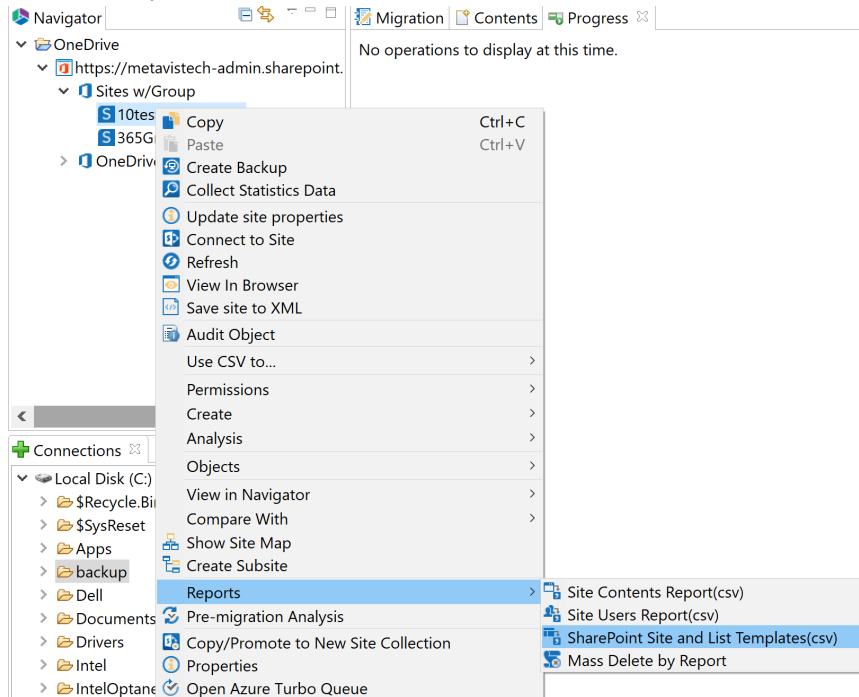 Navigator
OneDrive
https://metavistech-admin.sharepoint.
Sites w/Group
10tes
365G
OneDriv
Migration
Contents
Progress
No operations to display at this time.
Copy Ctrl+C
Paste Ctrl+V
Create Backup
Collect Statistics Data
Update site properties
Connect to Site
Refresh
View In Browser
Save site to XML
Audit Object
Use CSV to...
Permissions
Create
Analysis
Objects
View in Navigator
Compare With
Show Site Map
Create Subsite
Reports
Pre-migration Analysis
Copy/Promote to New Site Collection
Properties
Open Azure Turbo Queue
Site Contents Report(csv)
Site Users Report(csv)
SharePoint Site and List Templates(csv)
Mass Delete by Report
Connections
Local Disk (C:)
$Recycle.Bi
$SysReset
Apps
backup
Dell
Documents
Drivers
Intel
IntelOptane